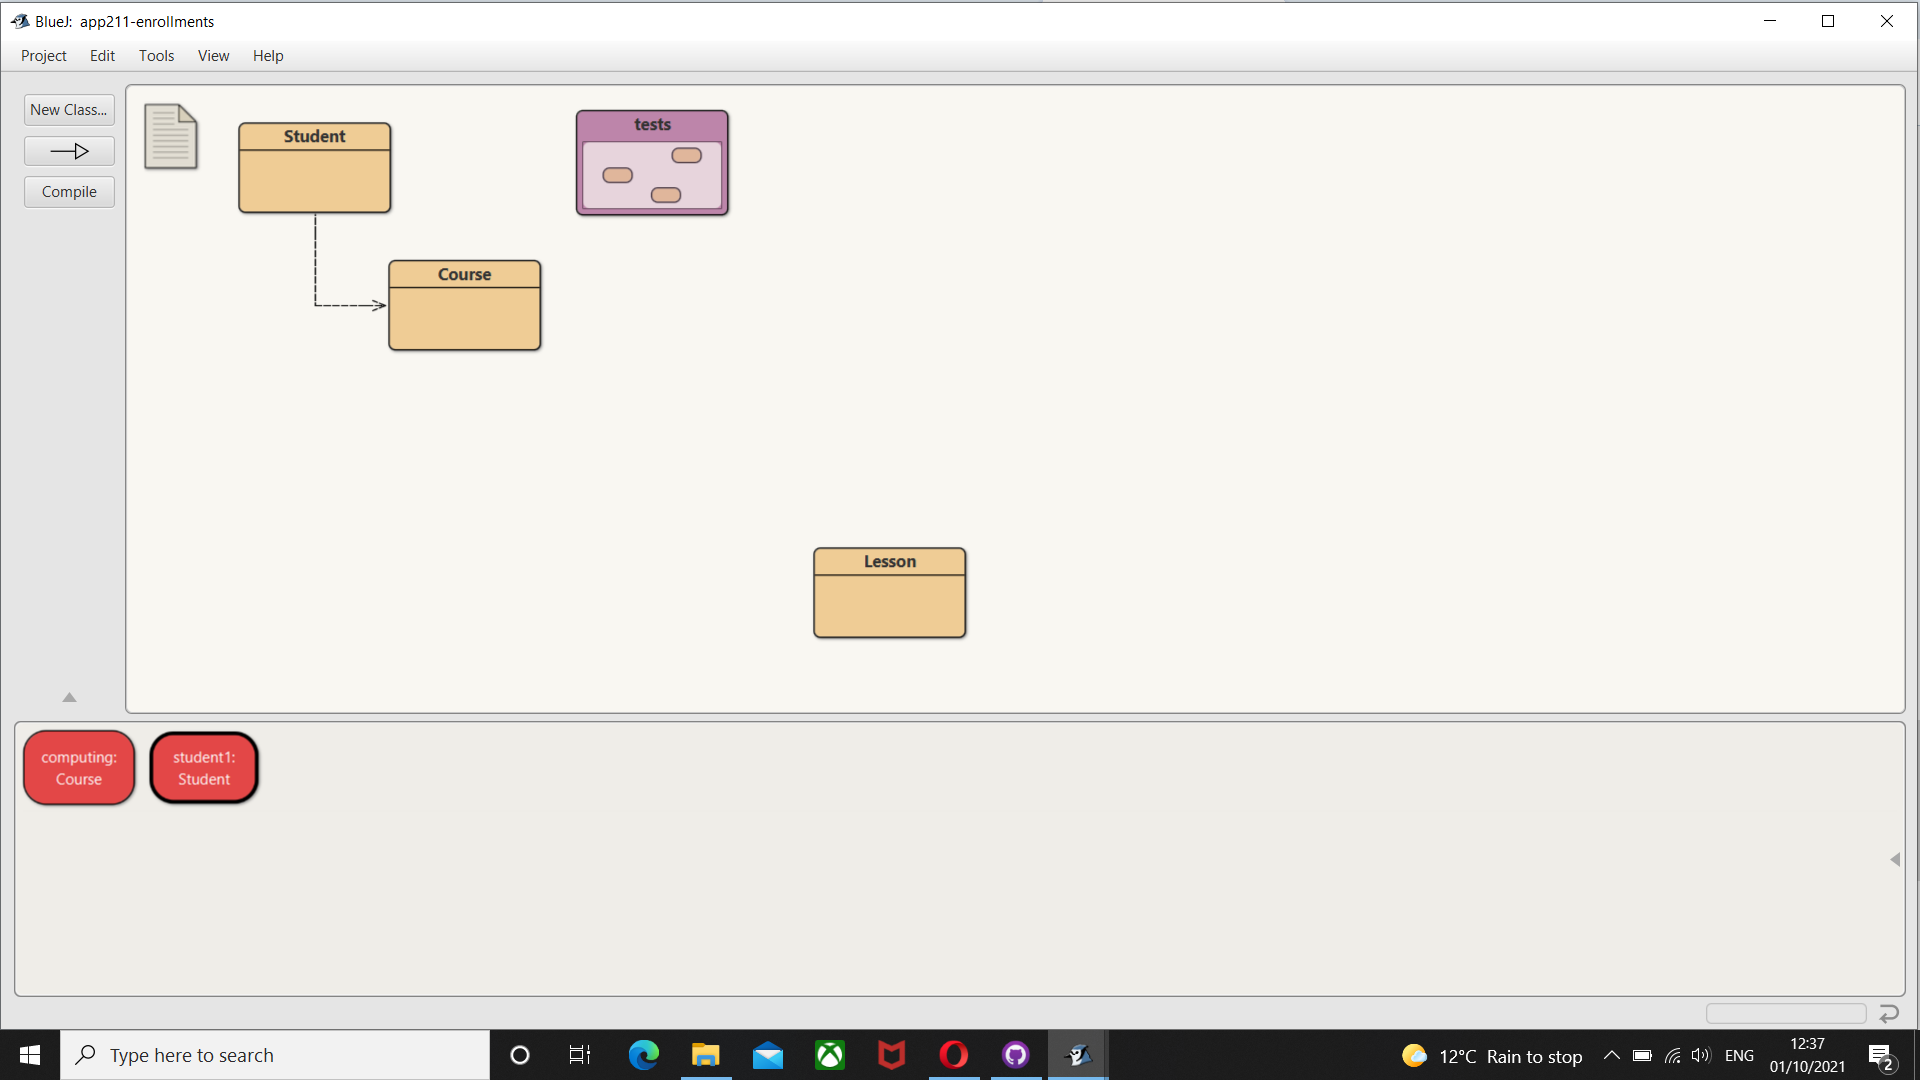 BlueJ: app211-enrollments
Project Edit Tools View Help
New Class...
Compile
Student
tests
Course
Lesson
computing:
Course
student1:
Student
Type here to search
12°C Rain to stop
ENG
12:37
01/10/2021
2